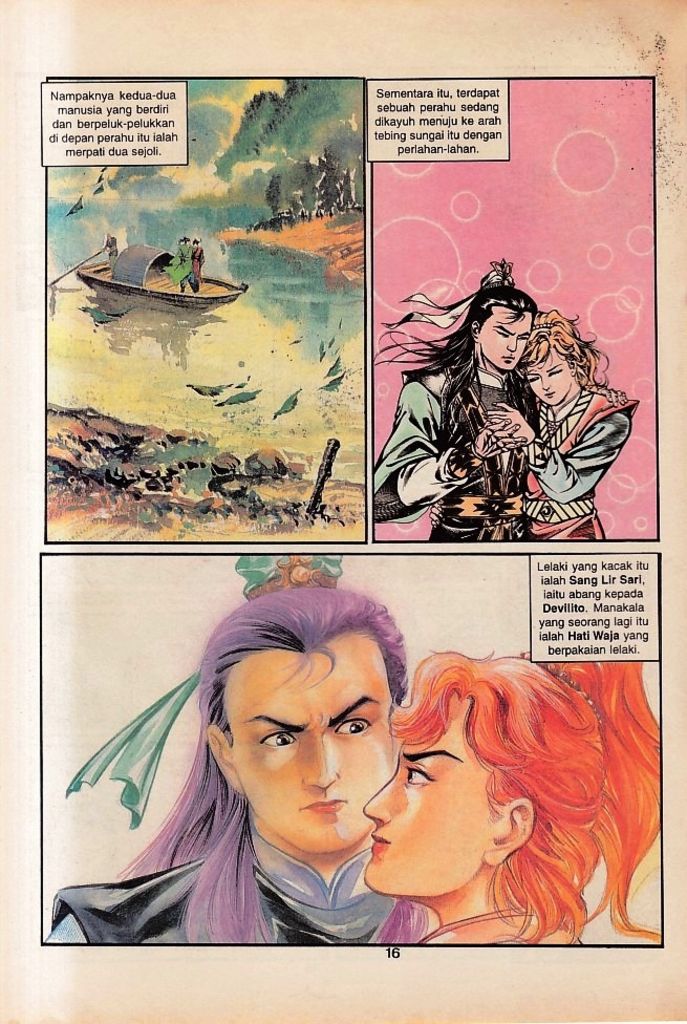 Nampaknya kedua-dua
manusia yang berdiri
dan berpeluk-pelukkan
di depan perahu itu ialah
merpati dua sejoli.
Sementara itu, terdapat
sebuah perahu sedang
dikayuh menuju ke arah
tebing sungai itu dengan
perlahan-lahan.
Lelaki yang kacak itu
ialah Sang Lir Sari,
iaitu abang kepada
Devilito. Manakala
yang seorang lagi itu
ialah Hati Waja yang
berpakaian lelaki.
16